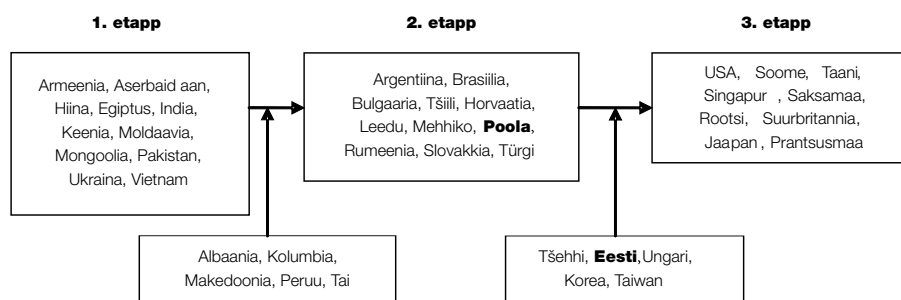 1. etapp
2. etapp
3. etapp
Armeenia, Aserbaid aan,
Hiina, Egiptus, India,
Keenia, Moldaavia,
Mongoolia, Pakistan,
Ukraina, Vietnam
Argentiina, Brasiilia,
Bulgaaria, Tšiili, Horvaatia,
Leedu, Mehhiko, Poola,
Rumeenia, Slovakkia, Türgi
USA, Soome, Taani,
Singapur , Saksamaa,
Rootsi, Suurbritannia,
Jaapan , Prantsusmaa
Albaania, Kolumbia,
Makedoonia, Peruu, Tai
Tšehhi, Eesti,Ungari,
Korea, Taiwan